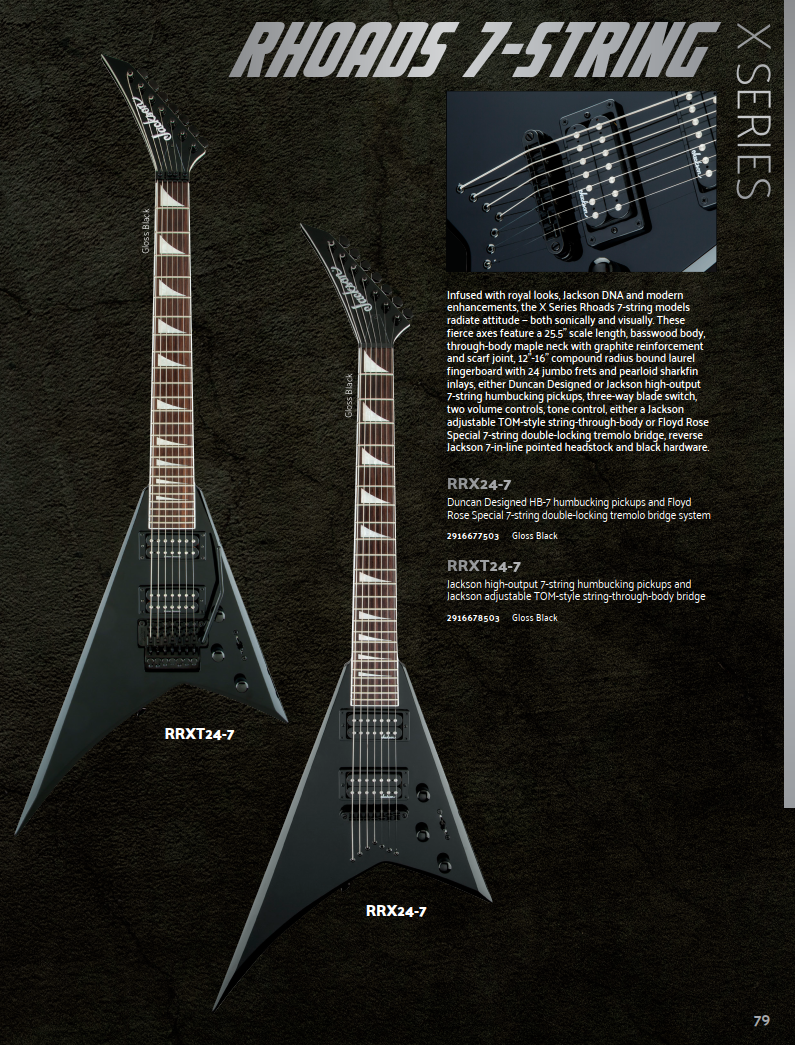 RHOADS 7-STRING
X SERIES
Jackson
Gloss Black
Jackson
Gloss Black
Infused with royal looks, Jackson DNA and modern
enhancements, the X Series Rhoads 7-string models
radiate attitude – both sonically and visually. These
fierce axes feature a 25.5” scale length, basswood body,
through-body maple neck with graphite reinforcement
and scarf joint, 12”-16” compound radius bound laurel
fingerboard with 24 jumbo frets and pearloid sharkfin
inlays, either Duncan Designed or Jackson high-output
7-string humbucking pickups, three-way blade switch,
two volume controls, tone control, either a Jackson
adjustable TOM-style string-through-body or Floyd Rose
Special 7-string double-locking tremolo bridge, reverse
Jackson 7-in-line pointed headstock and black hardware.
RRX24-7
Duncan Designed HB-7 humbucking pickups and Floyd
Rose Special 7-string double-locking tremolo bridge system
2916677503 Gloss Black
RRXT24-7
Jackson high-output 7-string humbucking pickups and
Jackson adjustable TOM-style string-through-body bridge
2916678503 Gloss Black
RRXT24-7
RRX24-7
79